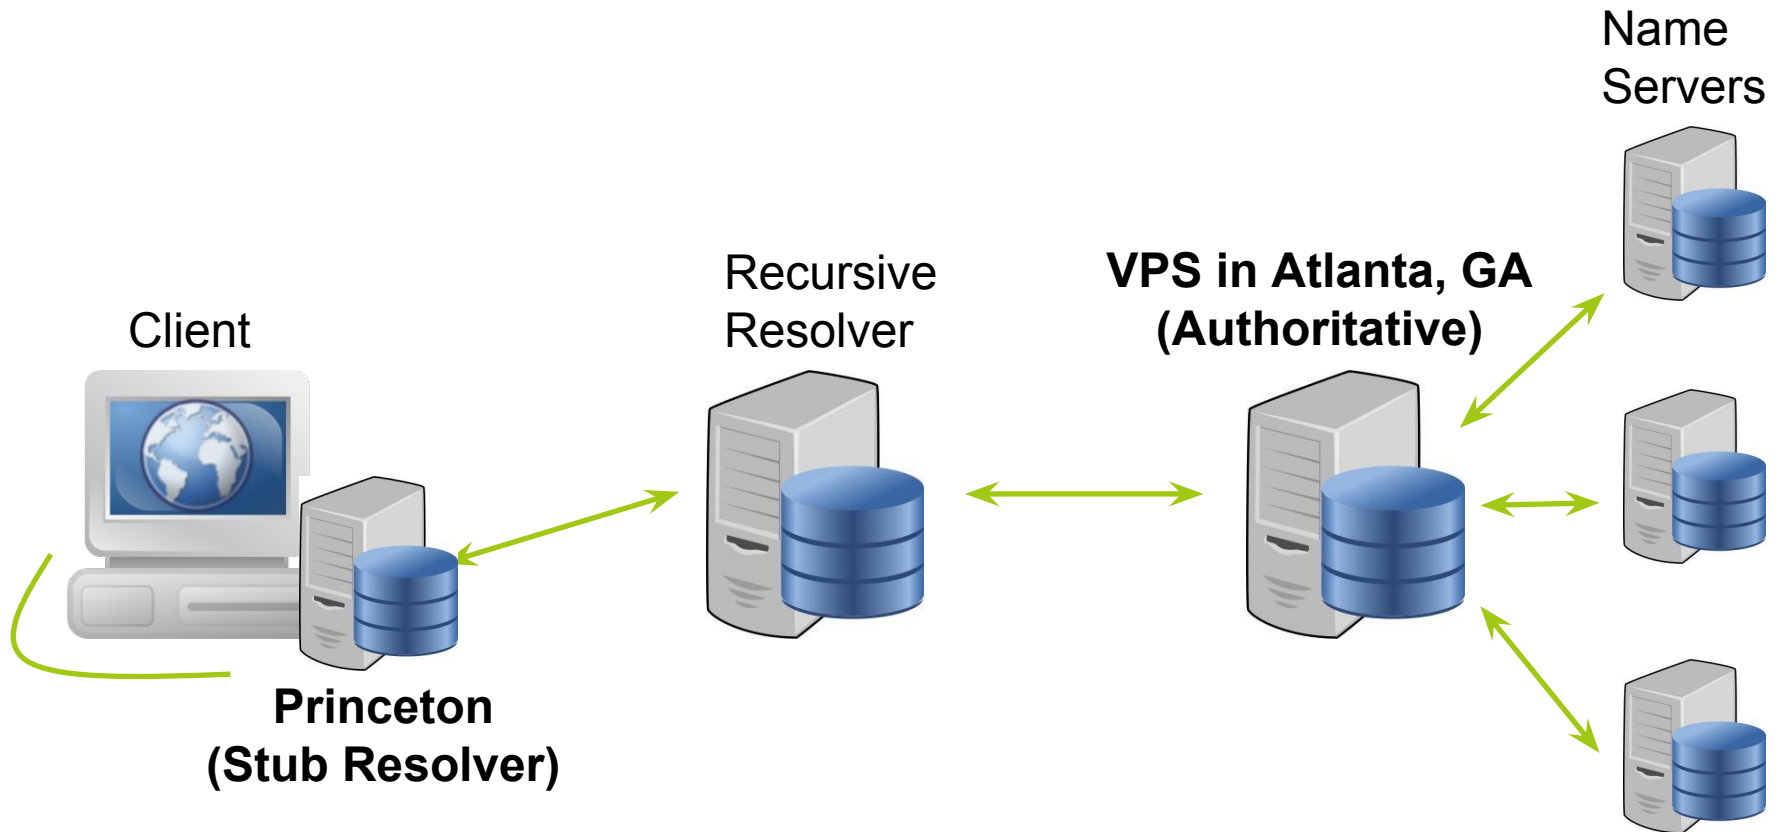 Name
Servers
Recursive
Resolver
VPS in Atlanta, GA
(Authoritative)
Client
Princeton
(Stub Resolver)